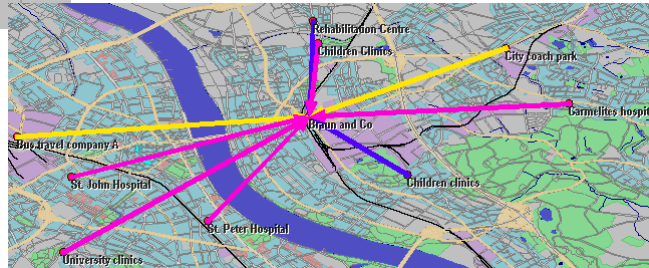 Rehabilitation Centre
Children Clinics
City coach park
Carmelites hospit
Braun and Co
Bus travel company A
St. John Hospital
Children clinics
St. Peter Hospital
University clinics